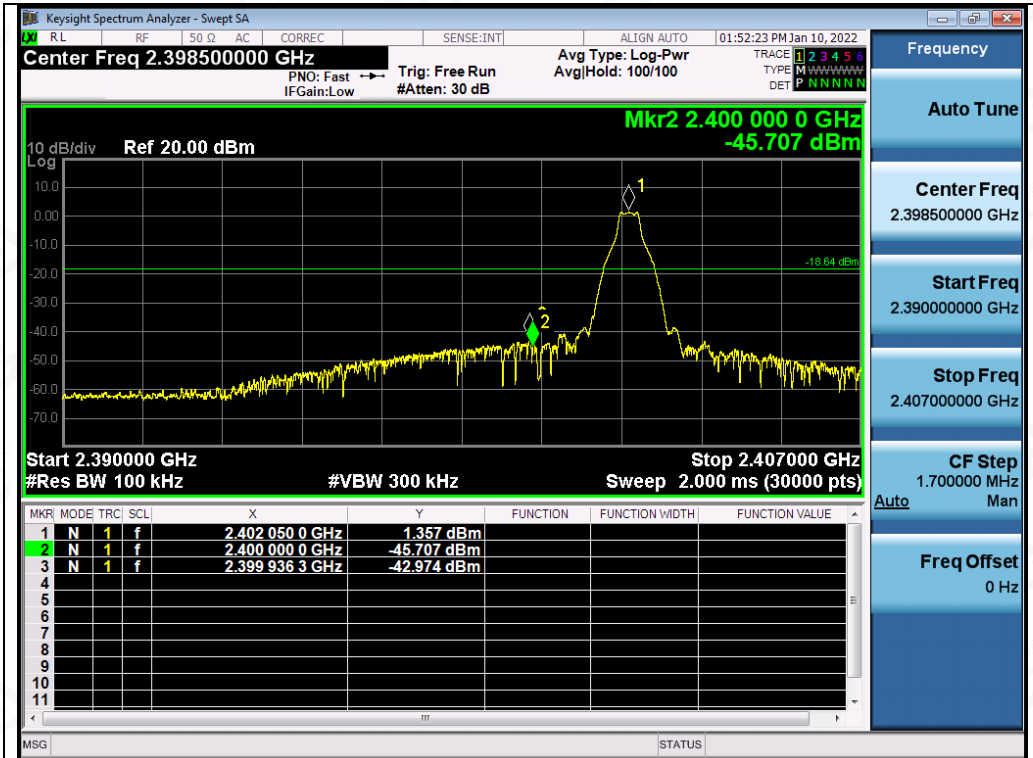 Keysight Spectrum Analyzer - Swept SA
LXI RL RF 50 Ω AC CORREC SENSE:INT ALIGN AUTO 01:52:23 PM Jan 10, 2022
Center Freq 2.398500000 GHz
PNO: Fast
IFGain:Low
Trig: Free Run
#Atten: 30 dB
Avg Type: Log-Pwr
Avg|Hold: 100/100
TRACE 1 2 3 4 5 6
TYPE M W W W W W
DET P N N N N N
Mkr2 2.400 000 0 GHz
-45.707 dBm
10 dB/div Ref 20.00 dBm
Log
10.0
0.00
-10.0
-20.0
-30.0
-40.0
-50.0
-60.0
-70.0
1
-18.64 dBm
2
Start 2.390000 GHz Stop 2.407000 GHz
#Res BW 100 kHz #VBW 300 kHz Sweep 2.000 ms (30000 pts)
MKR MODE TRC SCL X Y FUNCTION FUNCTION WIDTH FUNCTION VALUE
1 N 1 f 2.402 050 0 GHz 1.357 dBm
2 N 1 f 2.400 000 0 GHz -45.707 dBm
3 N 1 f 2.399 936 3 GHz -42.974 dBm
4
5
6
7
8
9
10
11
MSG STATUS
Frequency
Auto Tune
Center Freq
2.398500000 GHz
Start Freq
2.390000000 GHz
Stop Freq
2.407000000 GHz
CF Step
1.700000 MHz
Auto Man
Freq Offset
0 Hz